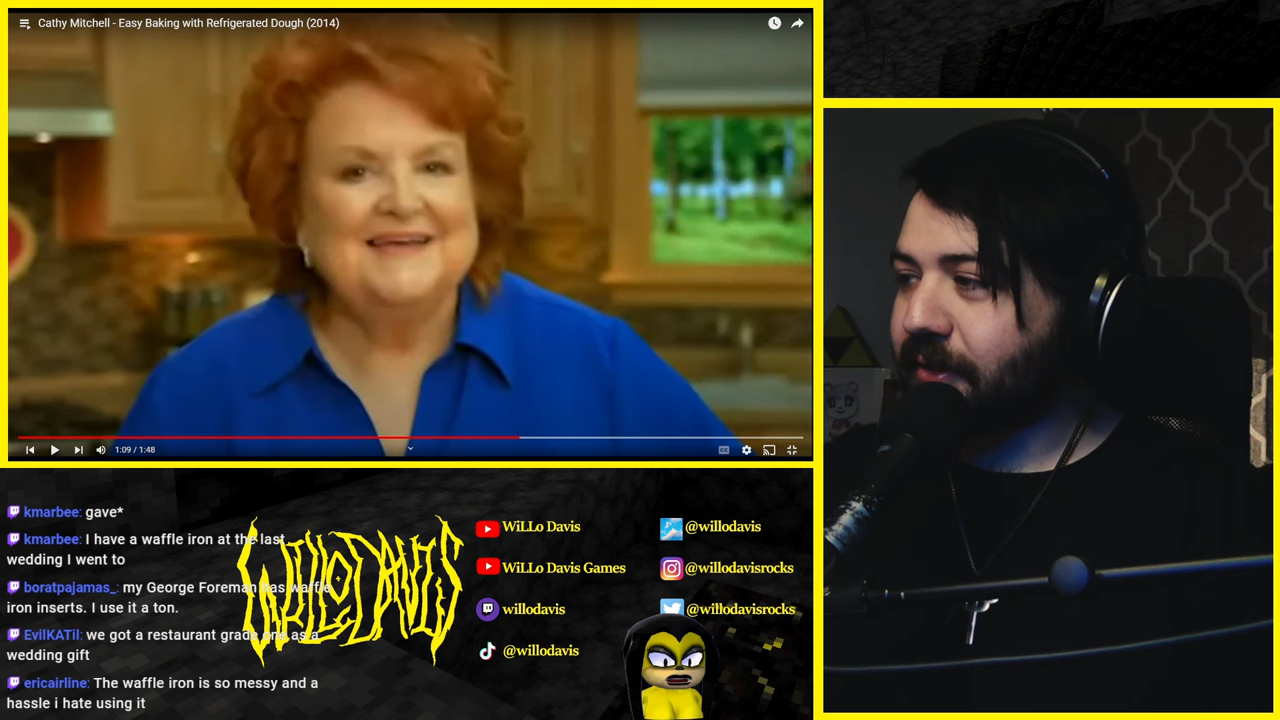 Cathy Mitchell - Easy Baking with Refrigerated Dough (2014)
1:09 / 1:48
CC
kmarbee: gave*
kmarbee: I have a waffle iron at the last
wedding I went to
boratpajamas_: my George Foreman has waffle
iron inserts. I use it a ton.
EvilKATil: we got a restaurant grade one as a
wedding gift
ericairline: The waffle iron is so messy and a
hassle i hate using it
WILLO DAVIS
WiLLo Davis
WiLLo Davis Games
willodavis
@willodavis
@willodavis
@willodavisrocks
@willodavisrocks